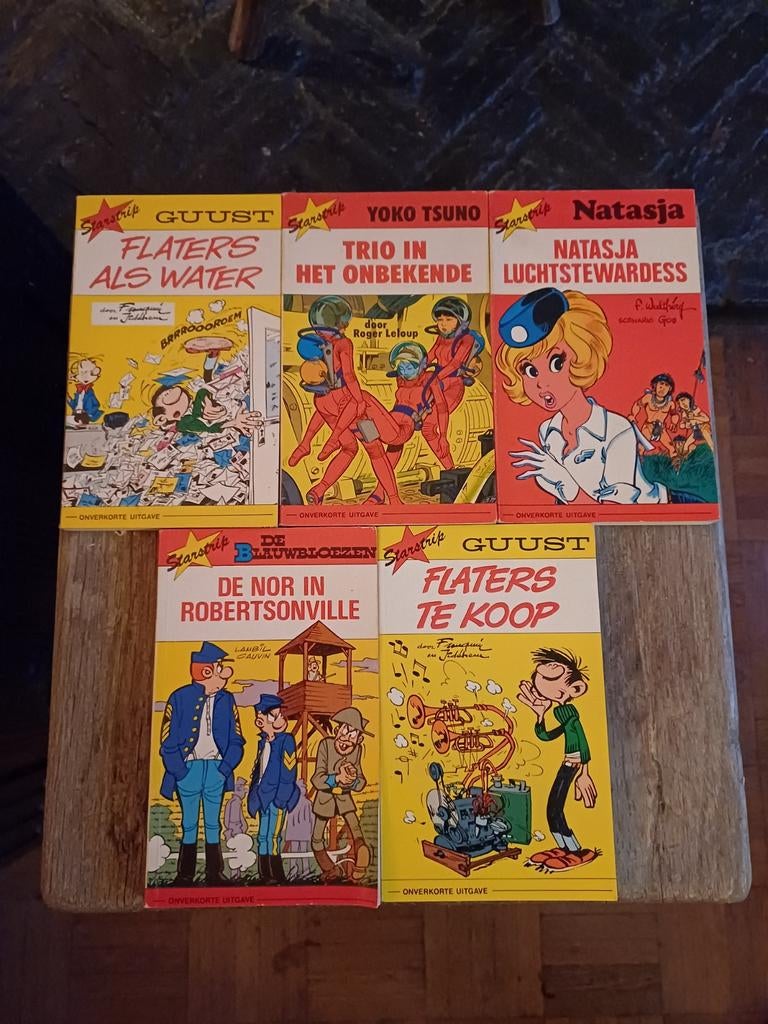 Starstrip GUUST
FLATERS
ALS WATER
door Franquin
en Jidéhem
BRRROOOROEM
ONVERKORTE UITGAVE
Starstrip YOKO TSUNO
TRIO IN
HET ONBEKENDE
door
Roger Leloup
ONVERKORTE UITGAVE
Starstrip Natasja
NATASJA
LUCHTSTEWARDESS
F. Walthéry
SCENARIO GOS
ONVERKORTE UITGAVE
Starstrip DE
BLAUWBLOEZEN
DE NOR IN
ROBERTSONVILLE
LAMBIL
CAUVIN
ONVERKORTE UITGAVE
Starstrip GUUST
FLATERS
TE KOOP
door Franquin
en Jidéhem
ONVERKORTE UITGAVE